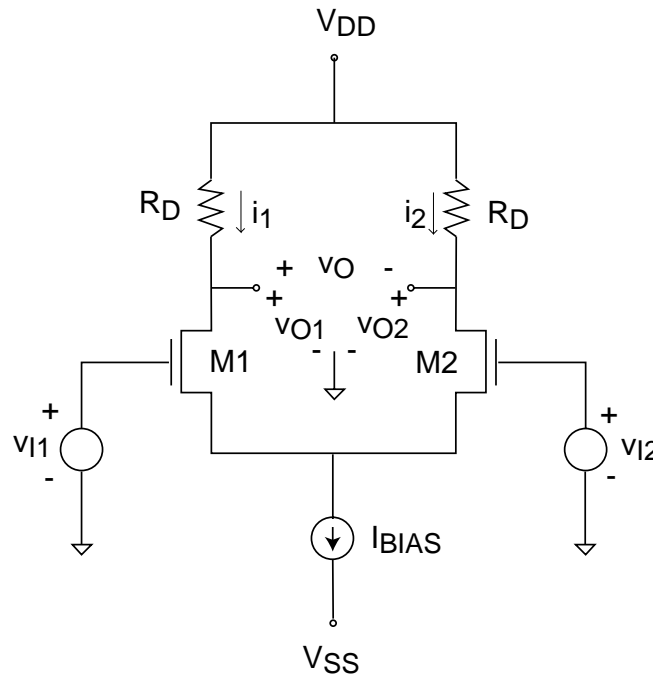 VDD
RD i1 i2 RD
+ vO -
+ +
vO1 vO2
- -
M1 M2
+ +
vI1 vI2
- -
IBIAS
VSS